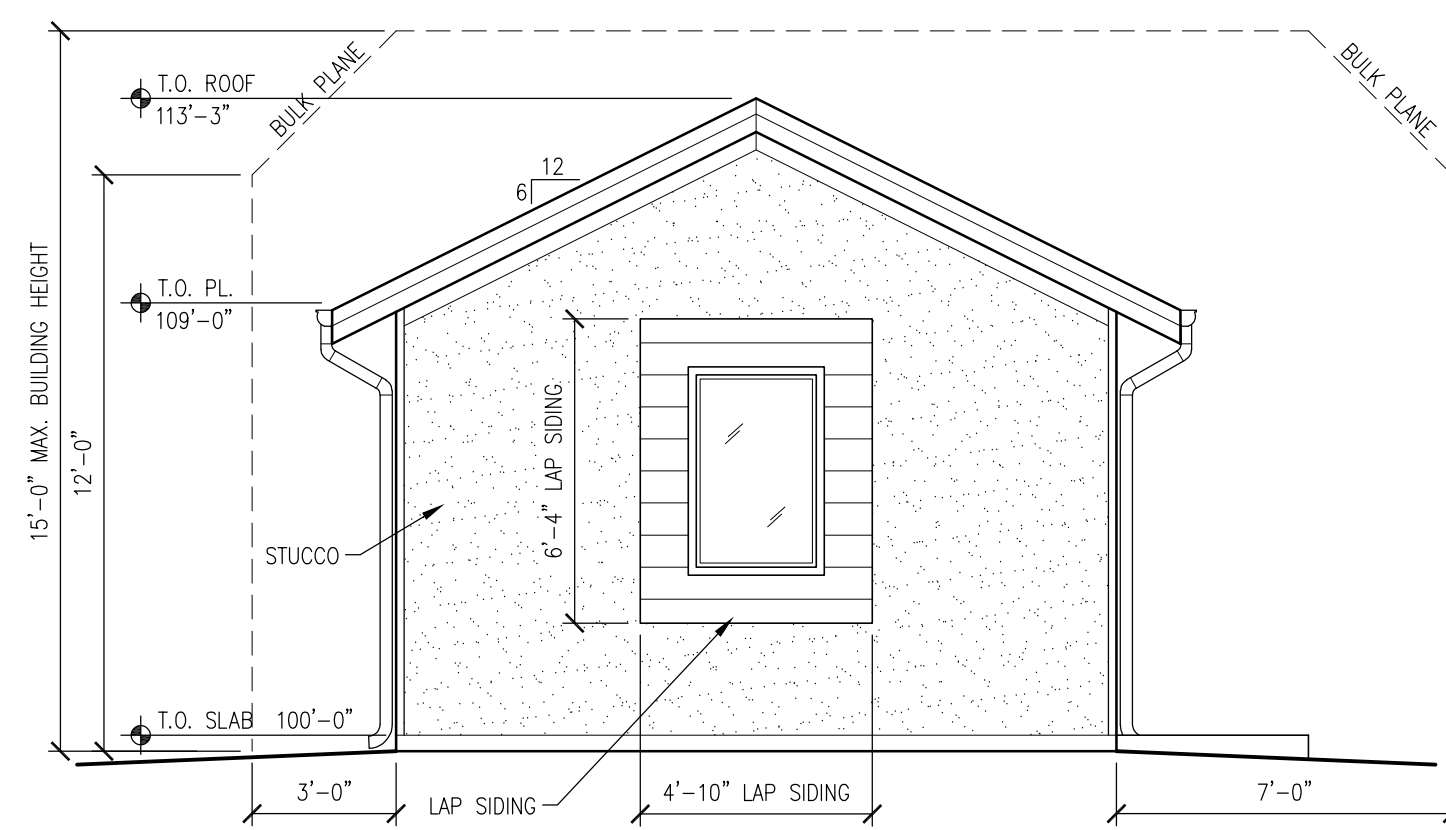 BULK PLANE
BULK PLANE
T.O. ROOF
113'-3"
12
6
15'-0" MAX. BUILDING HEIGHT
12'-0"
T.O. PL.
109'-0"
6'-4" LAP SIDING
STUCCO
T.O. SLAB 100'-0"
3'-0"
LAP SIDING
4'-10" LAP SIDING
7'-0"